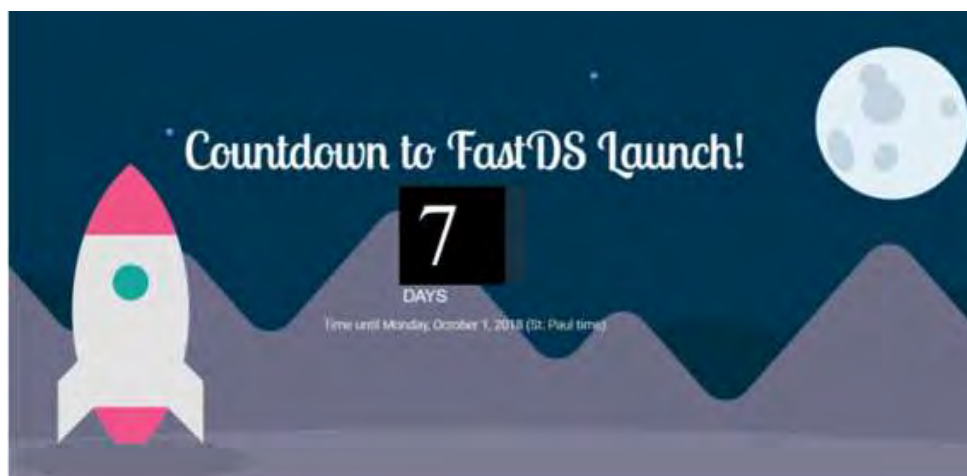 Countdown to FastDS Launch!
7
DAYS
Time until Monday, October 1, 2018 (St. Paul time)